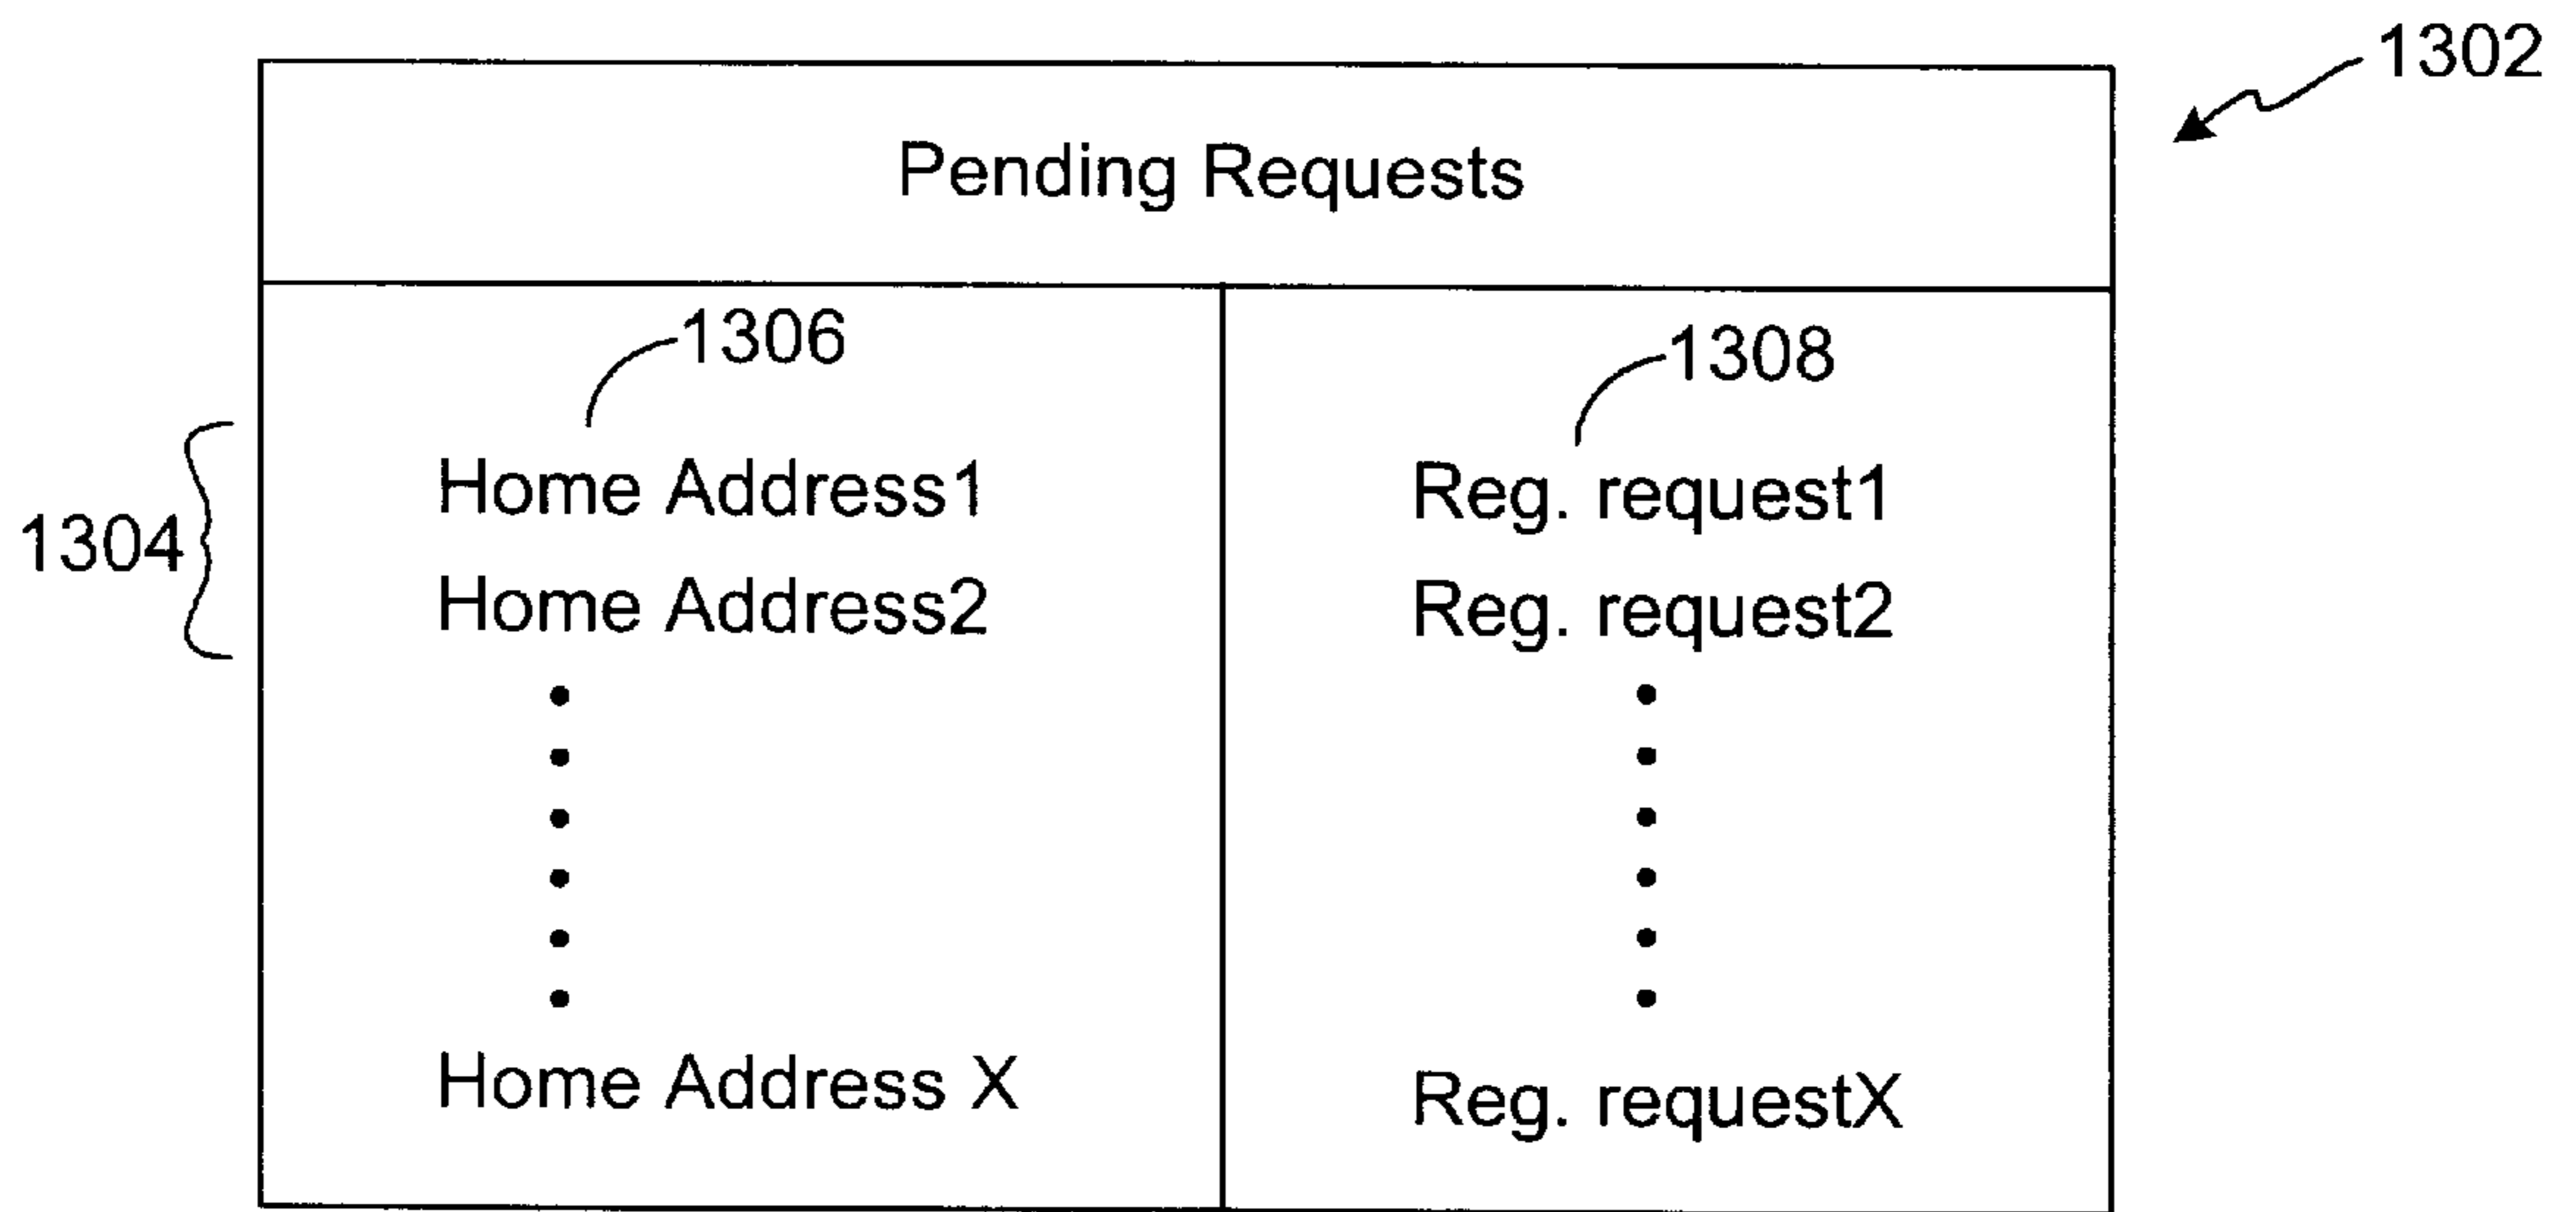 1302
Pending Requests
1306
1308
1304
Home Address1
Reg. request1
Home Address2
Reg. request2
Home Address X
Reg. requestX